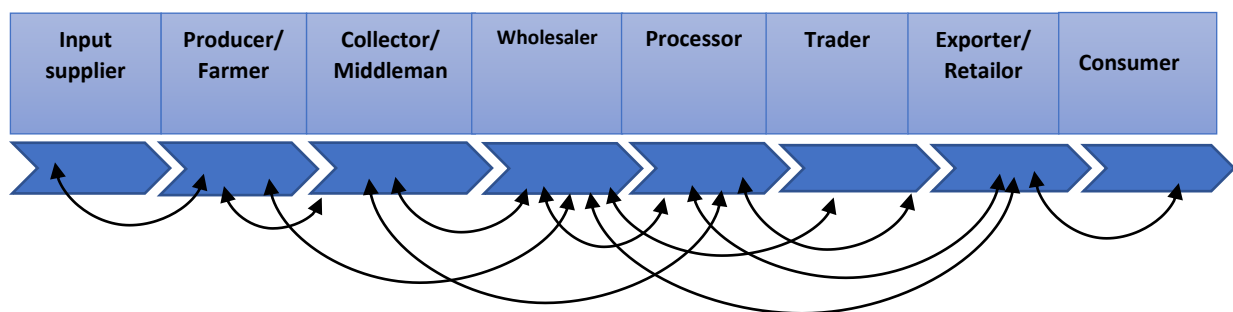 Input
supplier
Producer/
Farmer
Collector/
Middleman
Wholesaler
Processor
Trader
Exporter/
Retailor
Consumer